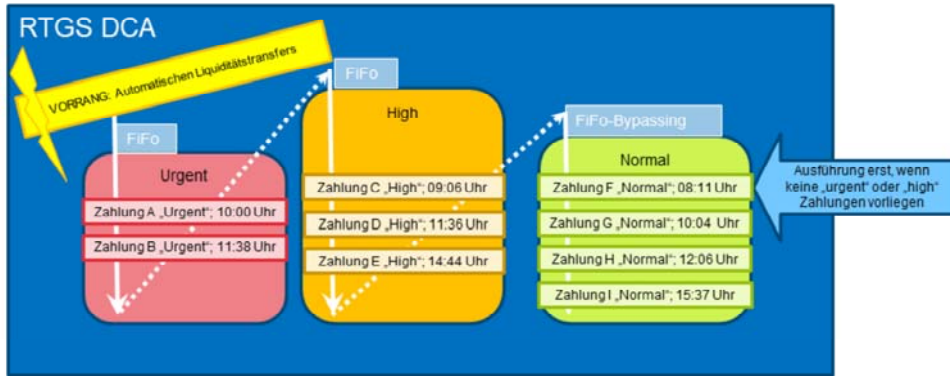 RTGS DCA
VORRANG: Automatischen Liquiditätstransfers
FiFo
Urgent
Zahlung A „Urgent“; 10:00 Uhr
Zahlung B „Urgent“; 11:38 Uhr
FiFo
High
Zahlung C „High“; 09:06 Uhr
Zahlung D „High“; 11:36 Uhr
Zahlung E „High“; 14:44 Uhr
FiFo-Bypassing
Normal
Zahlung F „Normal“; 08:11 Uhr
Zahlung G „Normal“; 10:04 Uhr
Zahlung H „Normal“; 12:06 Uhr
Zahlung I „Normal“; 15:37 Uhr
Ausführung erst, wenn
keine „urgent“ oder „high“
Zahlungen vorliegen